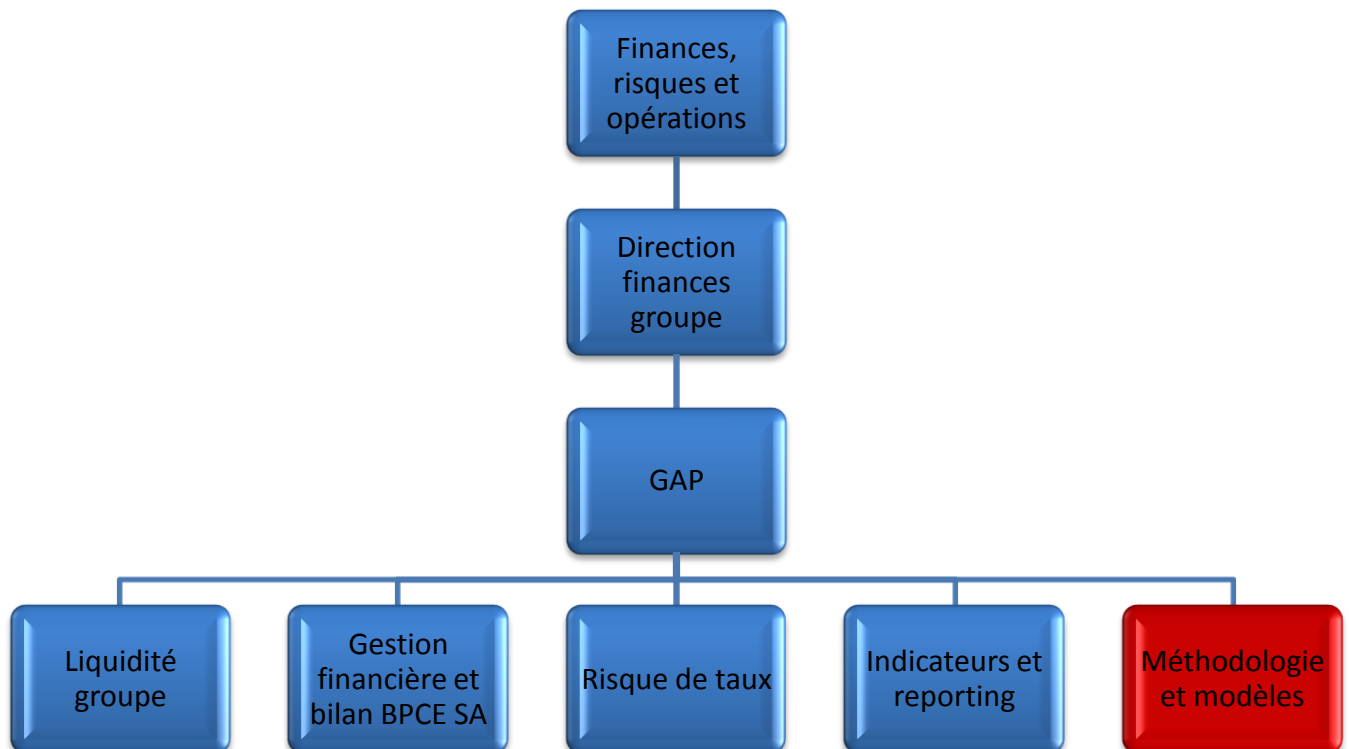 Finances,
risques et
opérations
Direction
finances
groupe
GAP
Liquidité
groupe
Gestion
financière et
bilan BPCE SA
Risque de taux
Indicateurs et
reporting
Méthodologie
et modèles